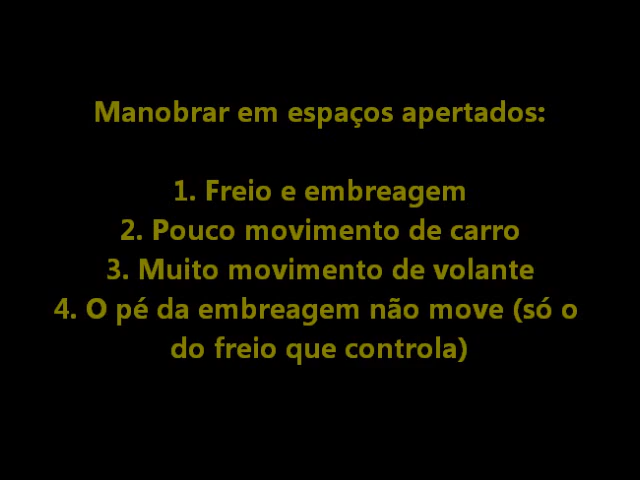 Manobrar em espaços apertados:
1. Freio e embreagem
2. Pouco movimento de carro
3. Muito movimento de volante
4. O pé da embreagem não move (só o
do freio que controla)